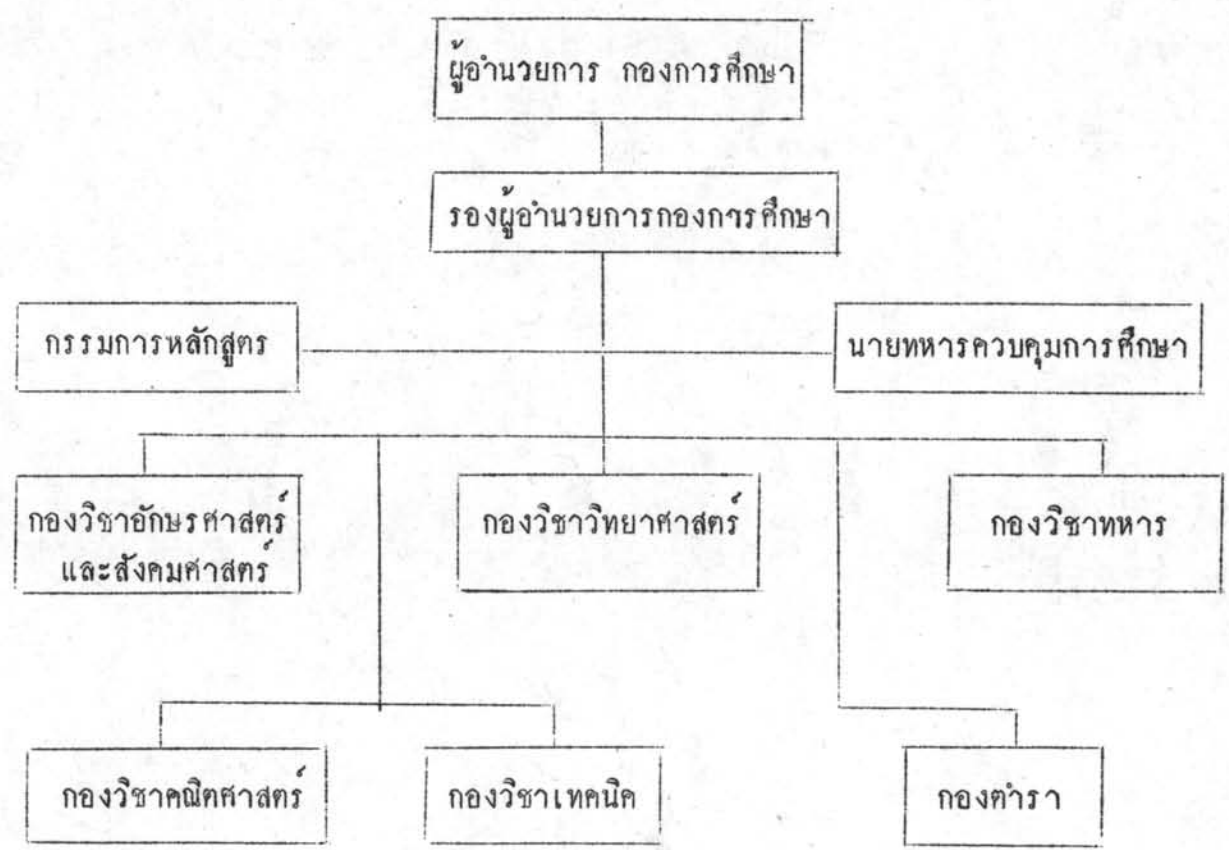 ผู้อำนวยการ กองการศึกษา
รองผู้อำนวยการกองการศึกษา
กรรมการหลักสูตร
นายทหารควบคุมการศึกษา
กองวิชาอักษรศาสตร์
และสังคมศาสตร์
กองวิชาวิทยาศาสตร์
กองวิชาทหาร
กองวิชาคณิตศาสตร์
กองวิชาเทคนิค
กองตำรา